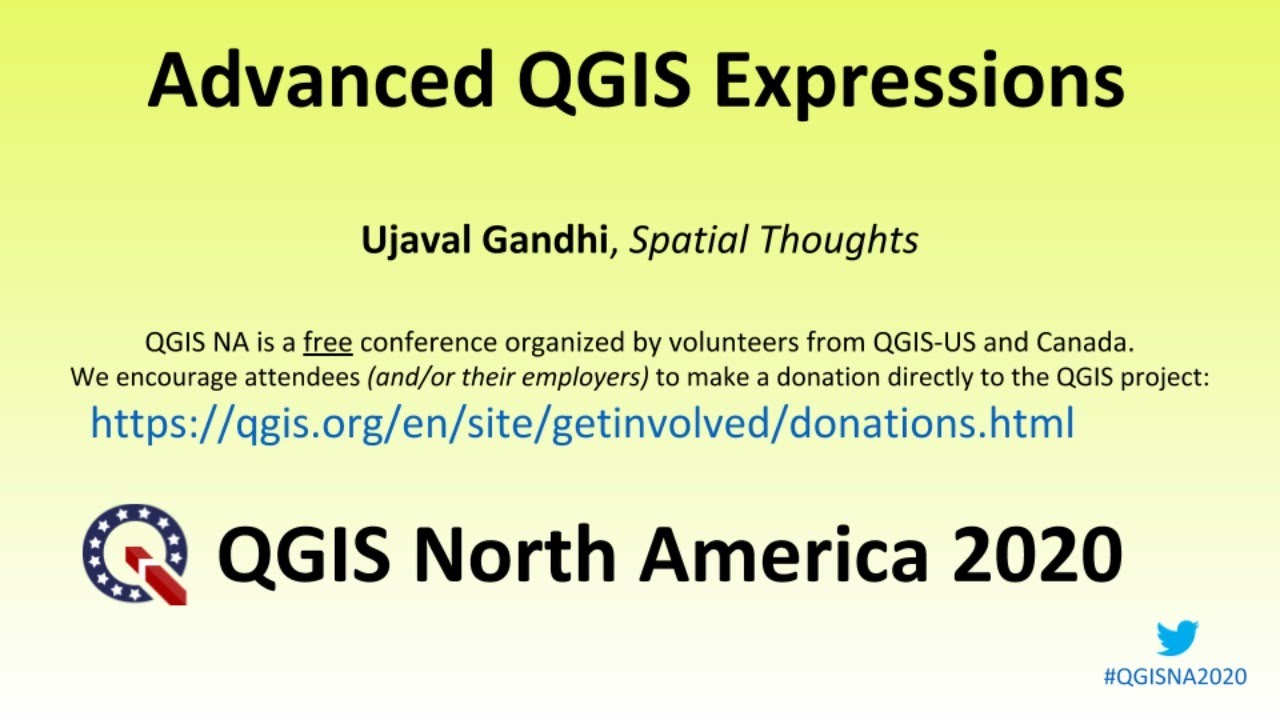 Advanced QGIS Expressions
Ujaval Gandhi, Spatial Thoughts
QGIS NA is a free conference organized by volunteers from QGIS-US and Canada.
We encourage attendees (and/or their employers) to make a donation directly to the QGIS project:
https://qgis.org/en/site/getinvolved/donations.html
QGIS North America 2020
#QGISNA2020